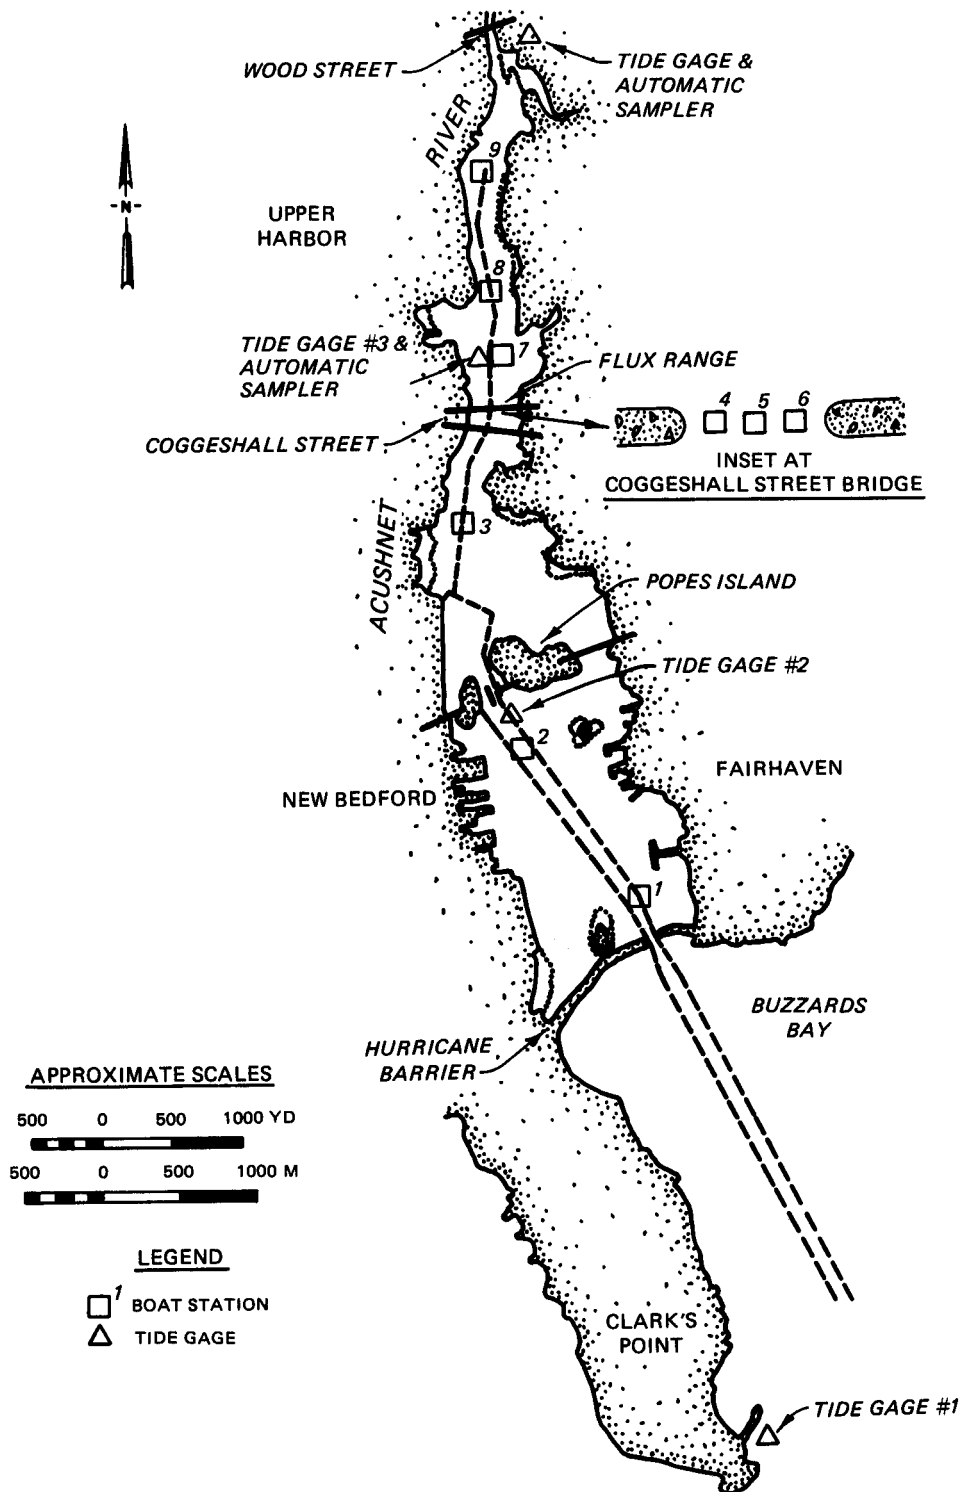 WOOD STREET
TIDE GAGE &
AUTOMATIC
SAMPLER
RIVER
9
N
UPPER
HARBOR
8
TIDE GAGE #3 &
AUTOMATIC
SAMPLER
7
FLUX RANGE
COGGESHALL STREET
4 5 6
INSET AT
COGGESHALL STREET BRIDGE
ACUSHNET
3
POPES ISLAND
TIDE GAGE #2
2
FAIRHAVEN
NEW BEDFORD
1
BUZZARDS
BAY
HURRICANE
BARRIER
APPROXIMATE SCALES
500 0 500 1000 YD
500 0 500 1000 M
LEGEND
1 BOAT STATION
TIDE GAGE
CLARK'S
POINT
TIDE GAGE #1